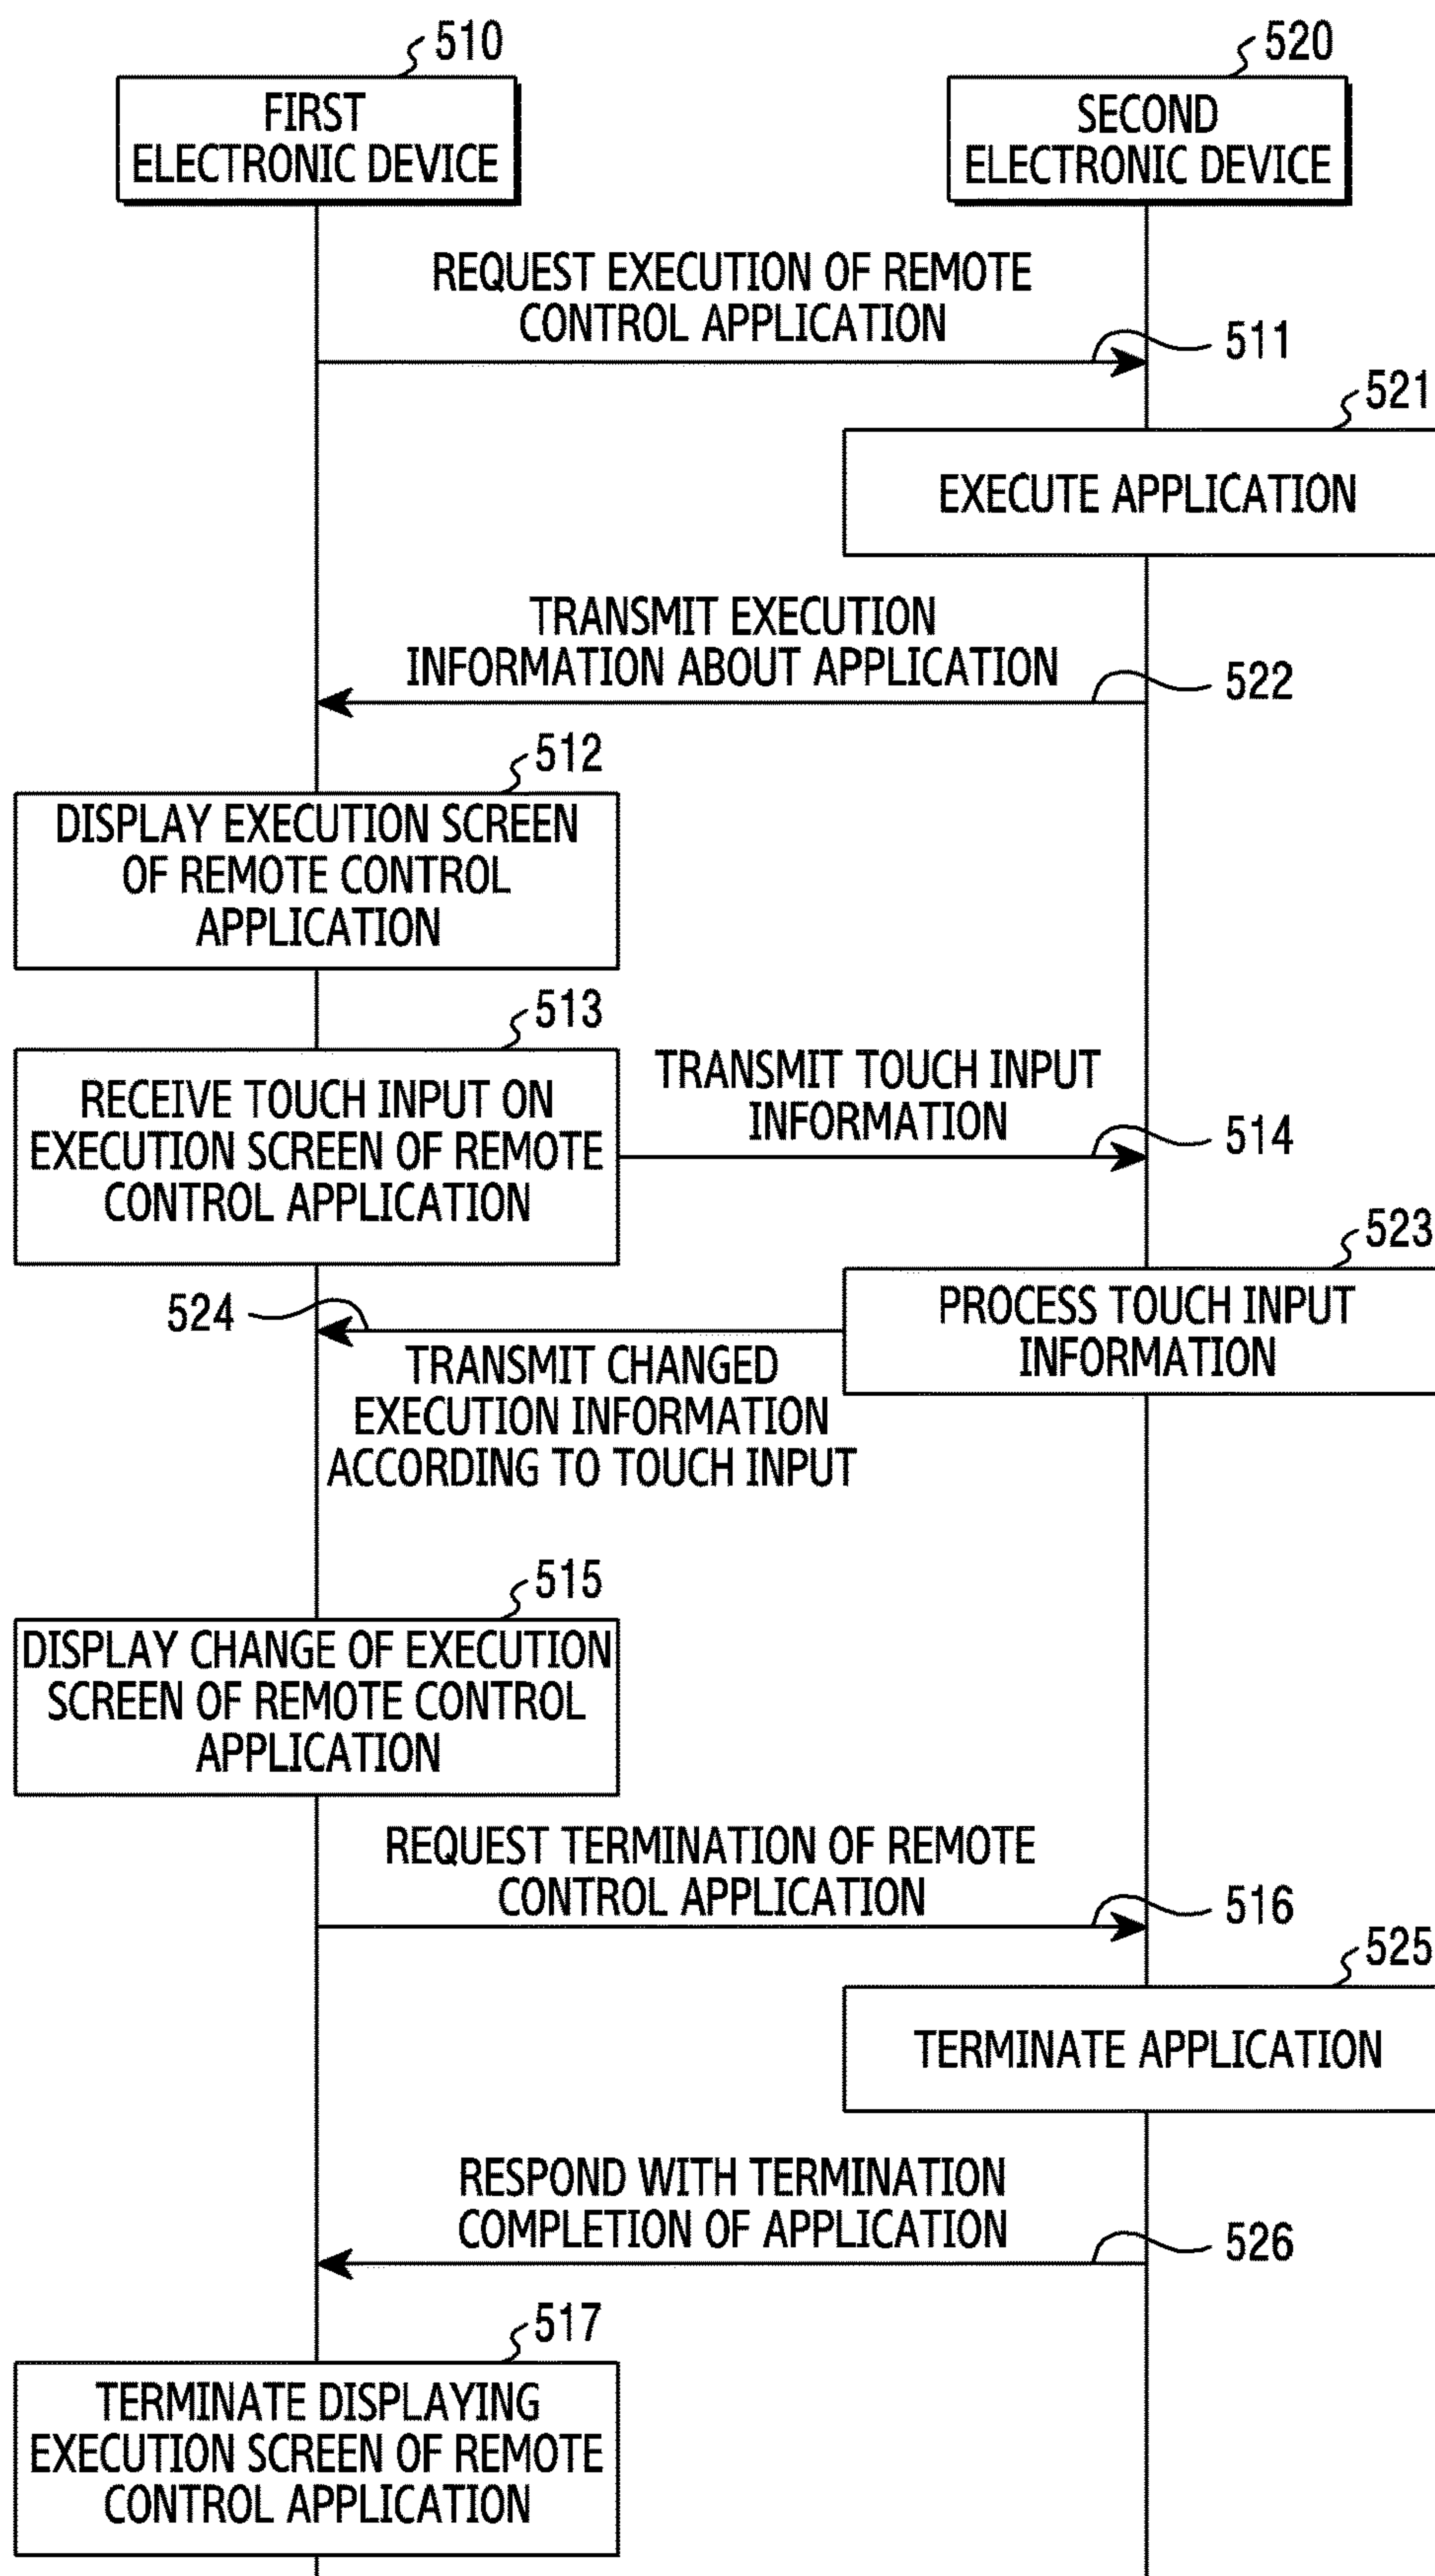 510
FIRST
ELECTRONIC DEVICE
520
SECOND
ELECTRONIC DEVICE
REQUEST EXECUTION OF REMOTE
CONTROL APPLICATION
511
521
EXECUTE APPLICATION
TRANSMIT EXECUTION
INFORMATION ABOUT APPLICATION
522
512
DISPLAY EXECUTION SCREEN
OF REMOTE CONTROL
APPLICATION
513
RECEIVE TOUCH INPUT ON
EXECUTION SCREEN OF REMOTE
CONTROL APPLICATION
TRANSMIT TOUCH INPUT
INFORMATION
514
523
PROCESS TOUCH INPUT
INFORMATION
524
TRANSMIT CHANGED
EXECUTION INFORMATION
ACCORDING TO TOUCH INPUT
515
DISPLAY CHANGE OF EXECUTION
SCREEN OF REMOTE CONTROL
APPLICATION
REQUEST TERMINATION OF REMOTE
CONTROL APPLICATION
516
525
TERMINATE APPLICATION
RESPOND WITH TERMINATION
COMPLETION OF APPLICATION
526
517
TERMINATE DISPLAYING
EXECUTION SCREEN OF REMOTE
CONTROL APPLICATION